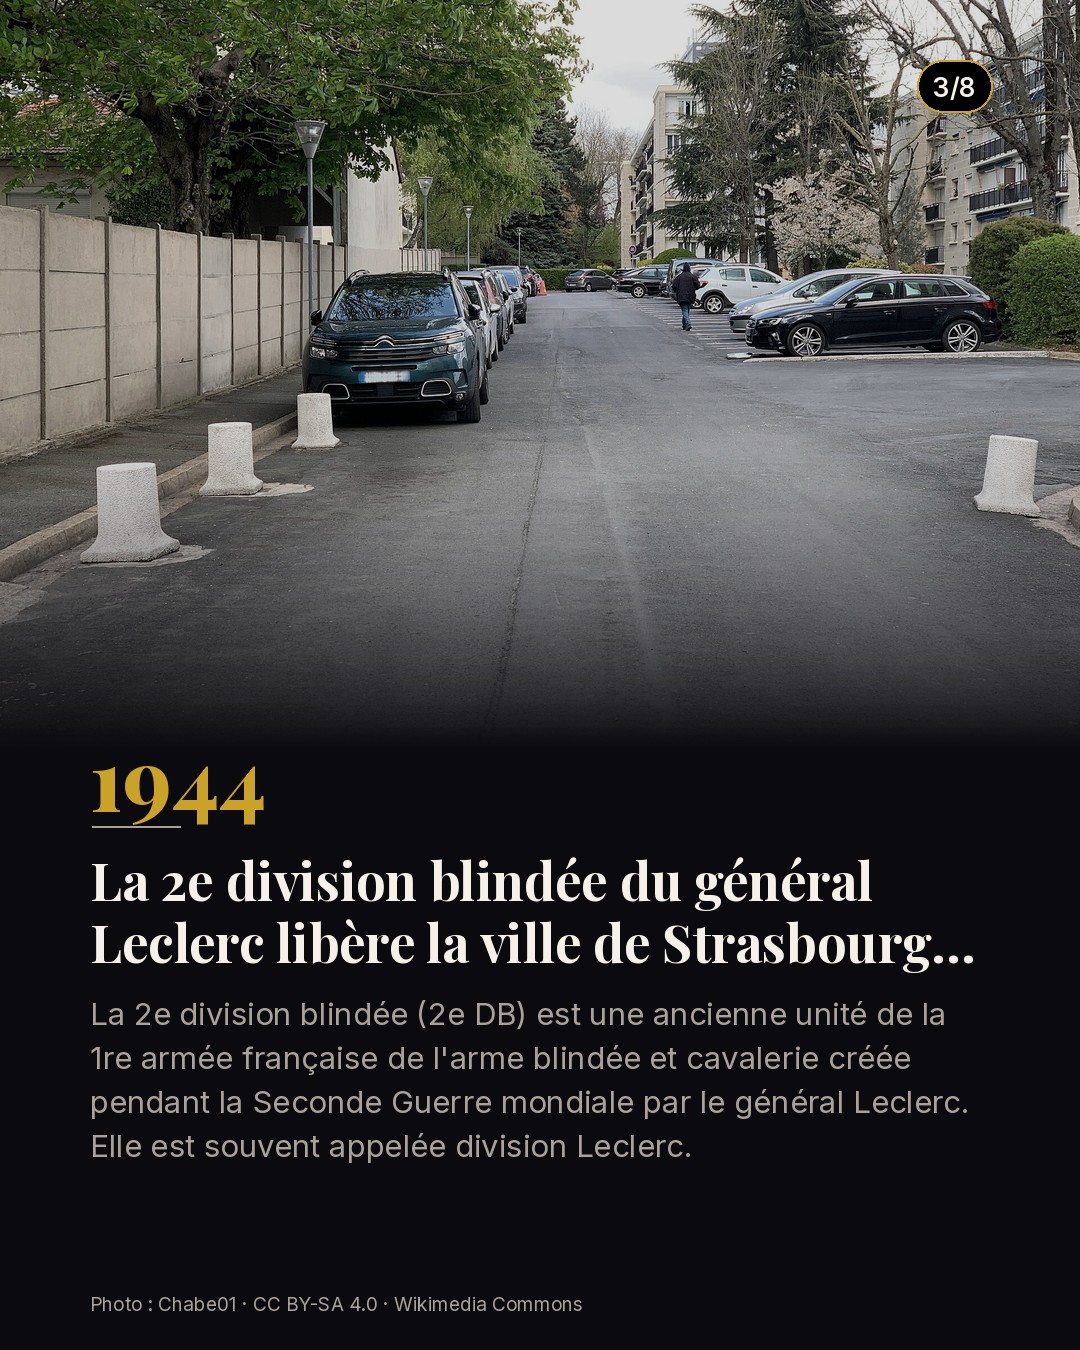 3/8
1944
La 2e division blindée du général
Leclerc libère la ville de Strasbourg...
La 2e division blindée (2e DB) est une ancienne unité de la
1re armée française de l'arme blindée et cavalerie créée
pendant la Seconde Guerre mondiale par le général Leclerc.
Elle est souvent appelée division Leclerc.
Photo : Chabe01 · CC BY-SA 4.0 · Wikimedia Commons